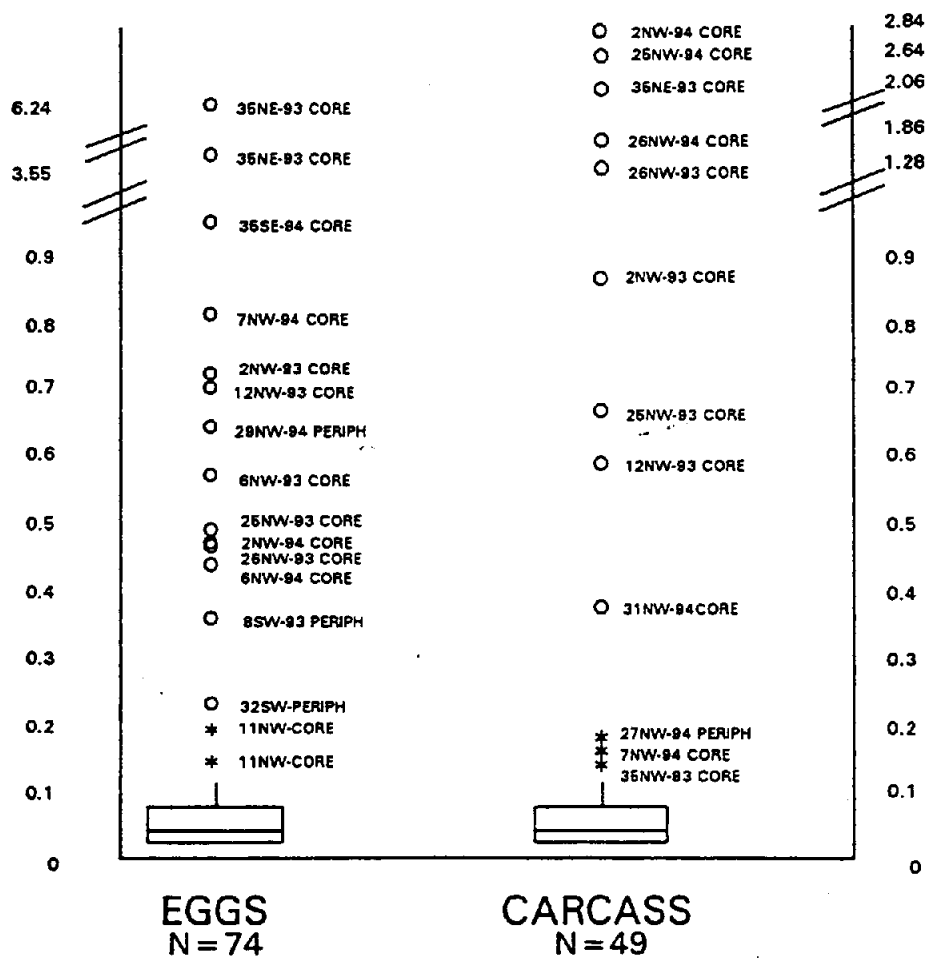 6.24
3.55
0.9
0.8
0.7
0.6
0.5
0.4
0.3
0.2
0.1
0
35NE-93 CORE
35NE-93 CORE
35SE-94 CORE
7NW-94 CORE
2NW-93 CORE
12NW-93 CORE
29NW-94 PERIPH
6NW-93 CORE
25NW-93 CORE
2NW-94 CORE
26NW-93 CORE
6NW-94 CORE
8SW-93 PERIPH
32SW-PERIPH
11NW-CORE
11NW-CORE
2NW-94 CORE
25NW-94 CORE
35NE-93 CORE
26NW-94 CORE
26NW-93 CORE
2NW-93 CORE
25NW-93 CORE
12NW-93 CORE
31NW-94CORE
27NW-94 PERIPH
7NW-94 CORE
35NW-93 CORE
2.84
2.64
2.06
1.86
1.28
0.9
0.8
0.7
0.6
0.5
0.4
0.3
0.2
0.1
0
EGGS
N=74
CARCASS
N=49